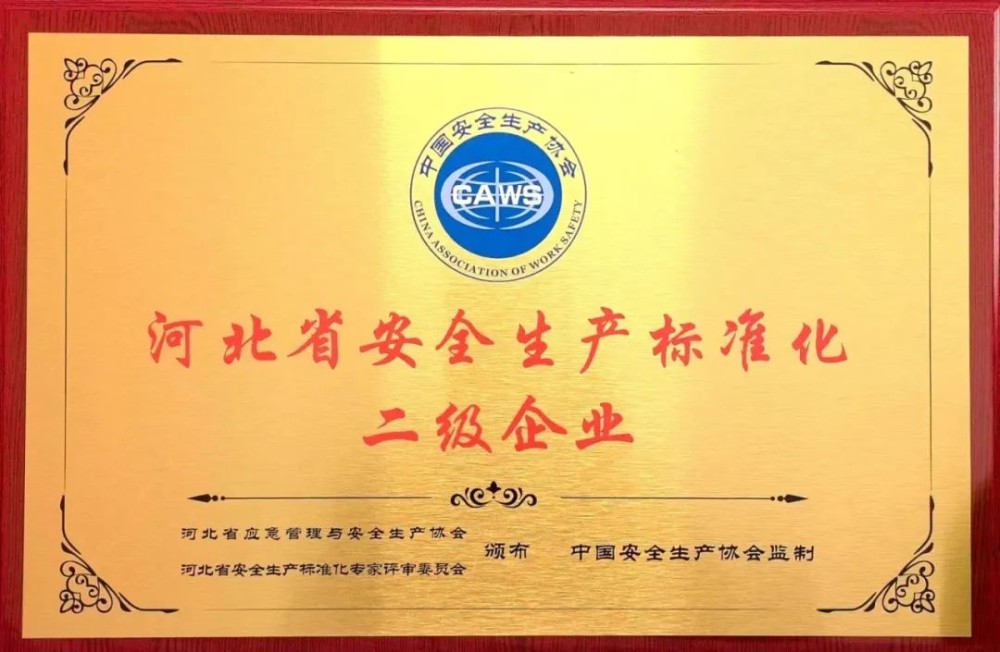 中国安全生产协会
CAWS
CHINA ASSOCIATION OF WORK SAFETY
河北省安全生产标准化
二级企业
河北省应急管理与安全生产协会
河北省安全生产标准化专家评审委员会
颁布 中国安全生产协会监制